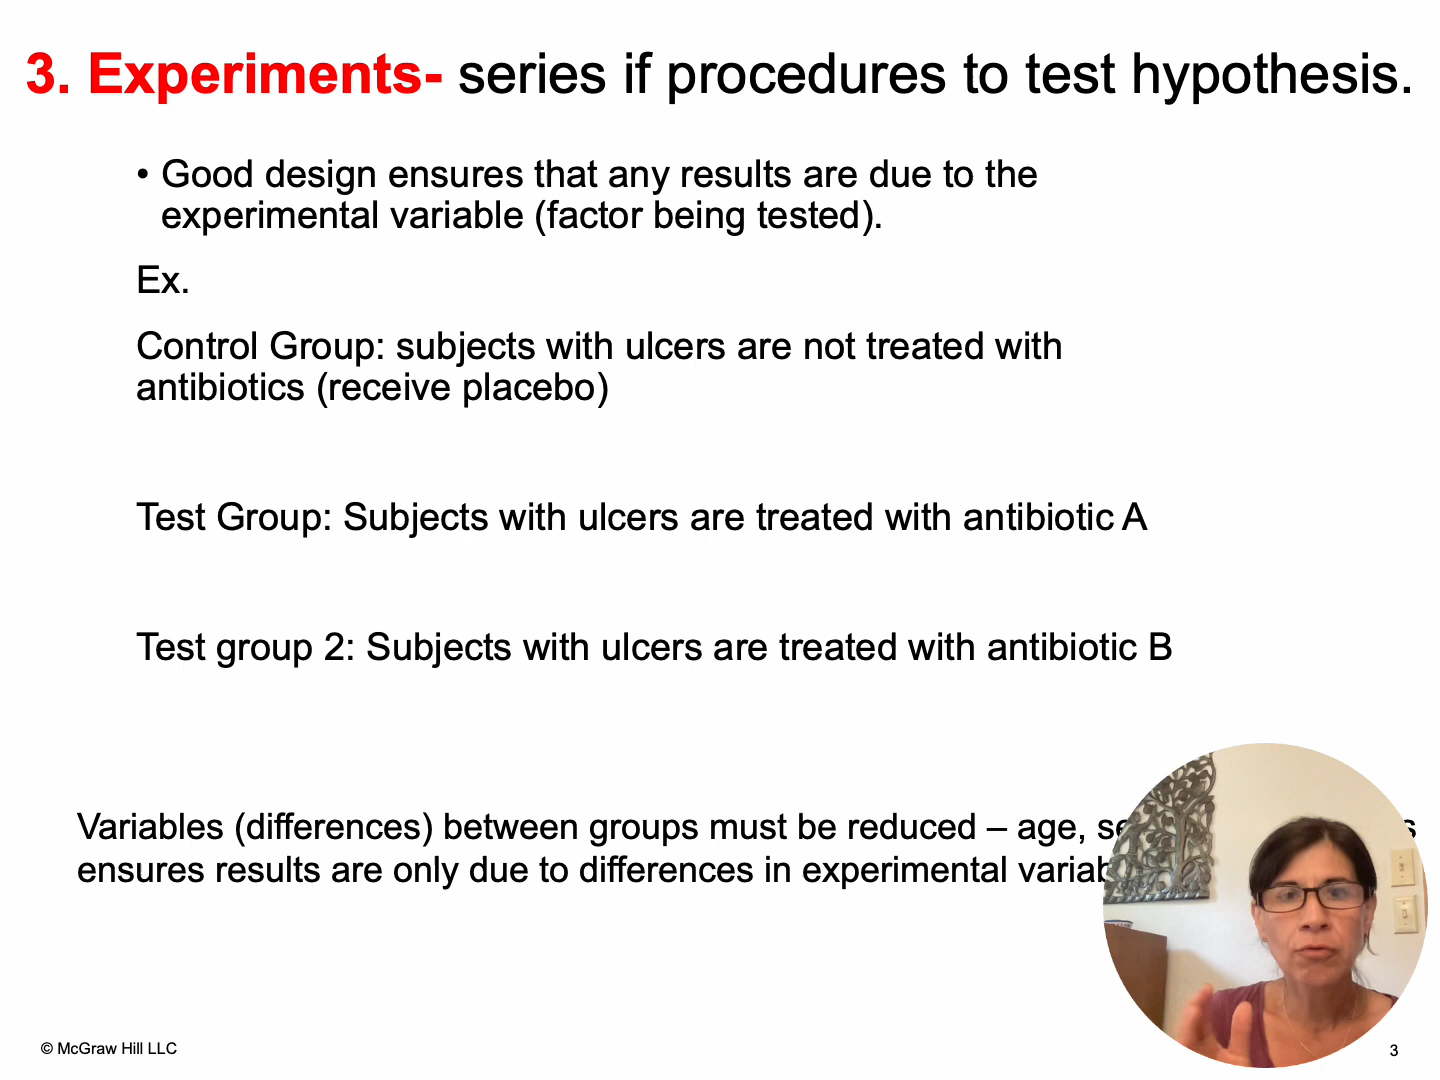 3. Experiments- series if procedures to test hypothesis.
• Good design ensures that any results are due to the
experimental variable (factor being tested).
Ex.
Control Group: subjects with ulcers are not treated with
antibiotics (receive placebo)
Test Group: Subjects with ulcers are treated with antibiotic A
Test group 2: Subjects with ulcers are treated with antibiotic B
Variables (differences) between groups must be reduced – age,
ensures results are only due to differences in experimental
© McGraw Hill LLC
3